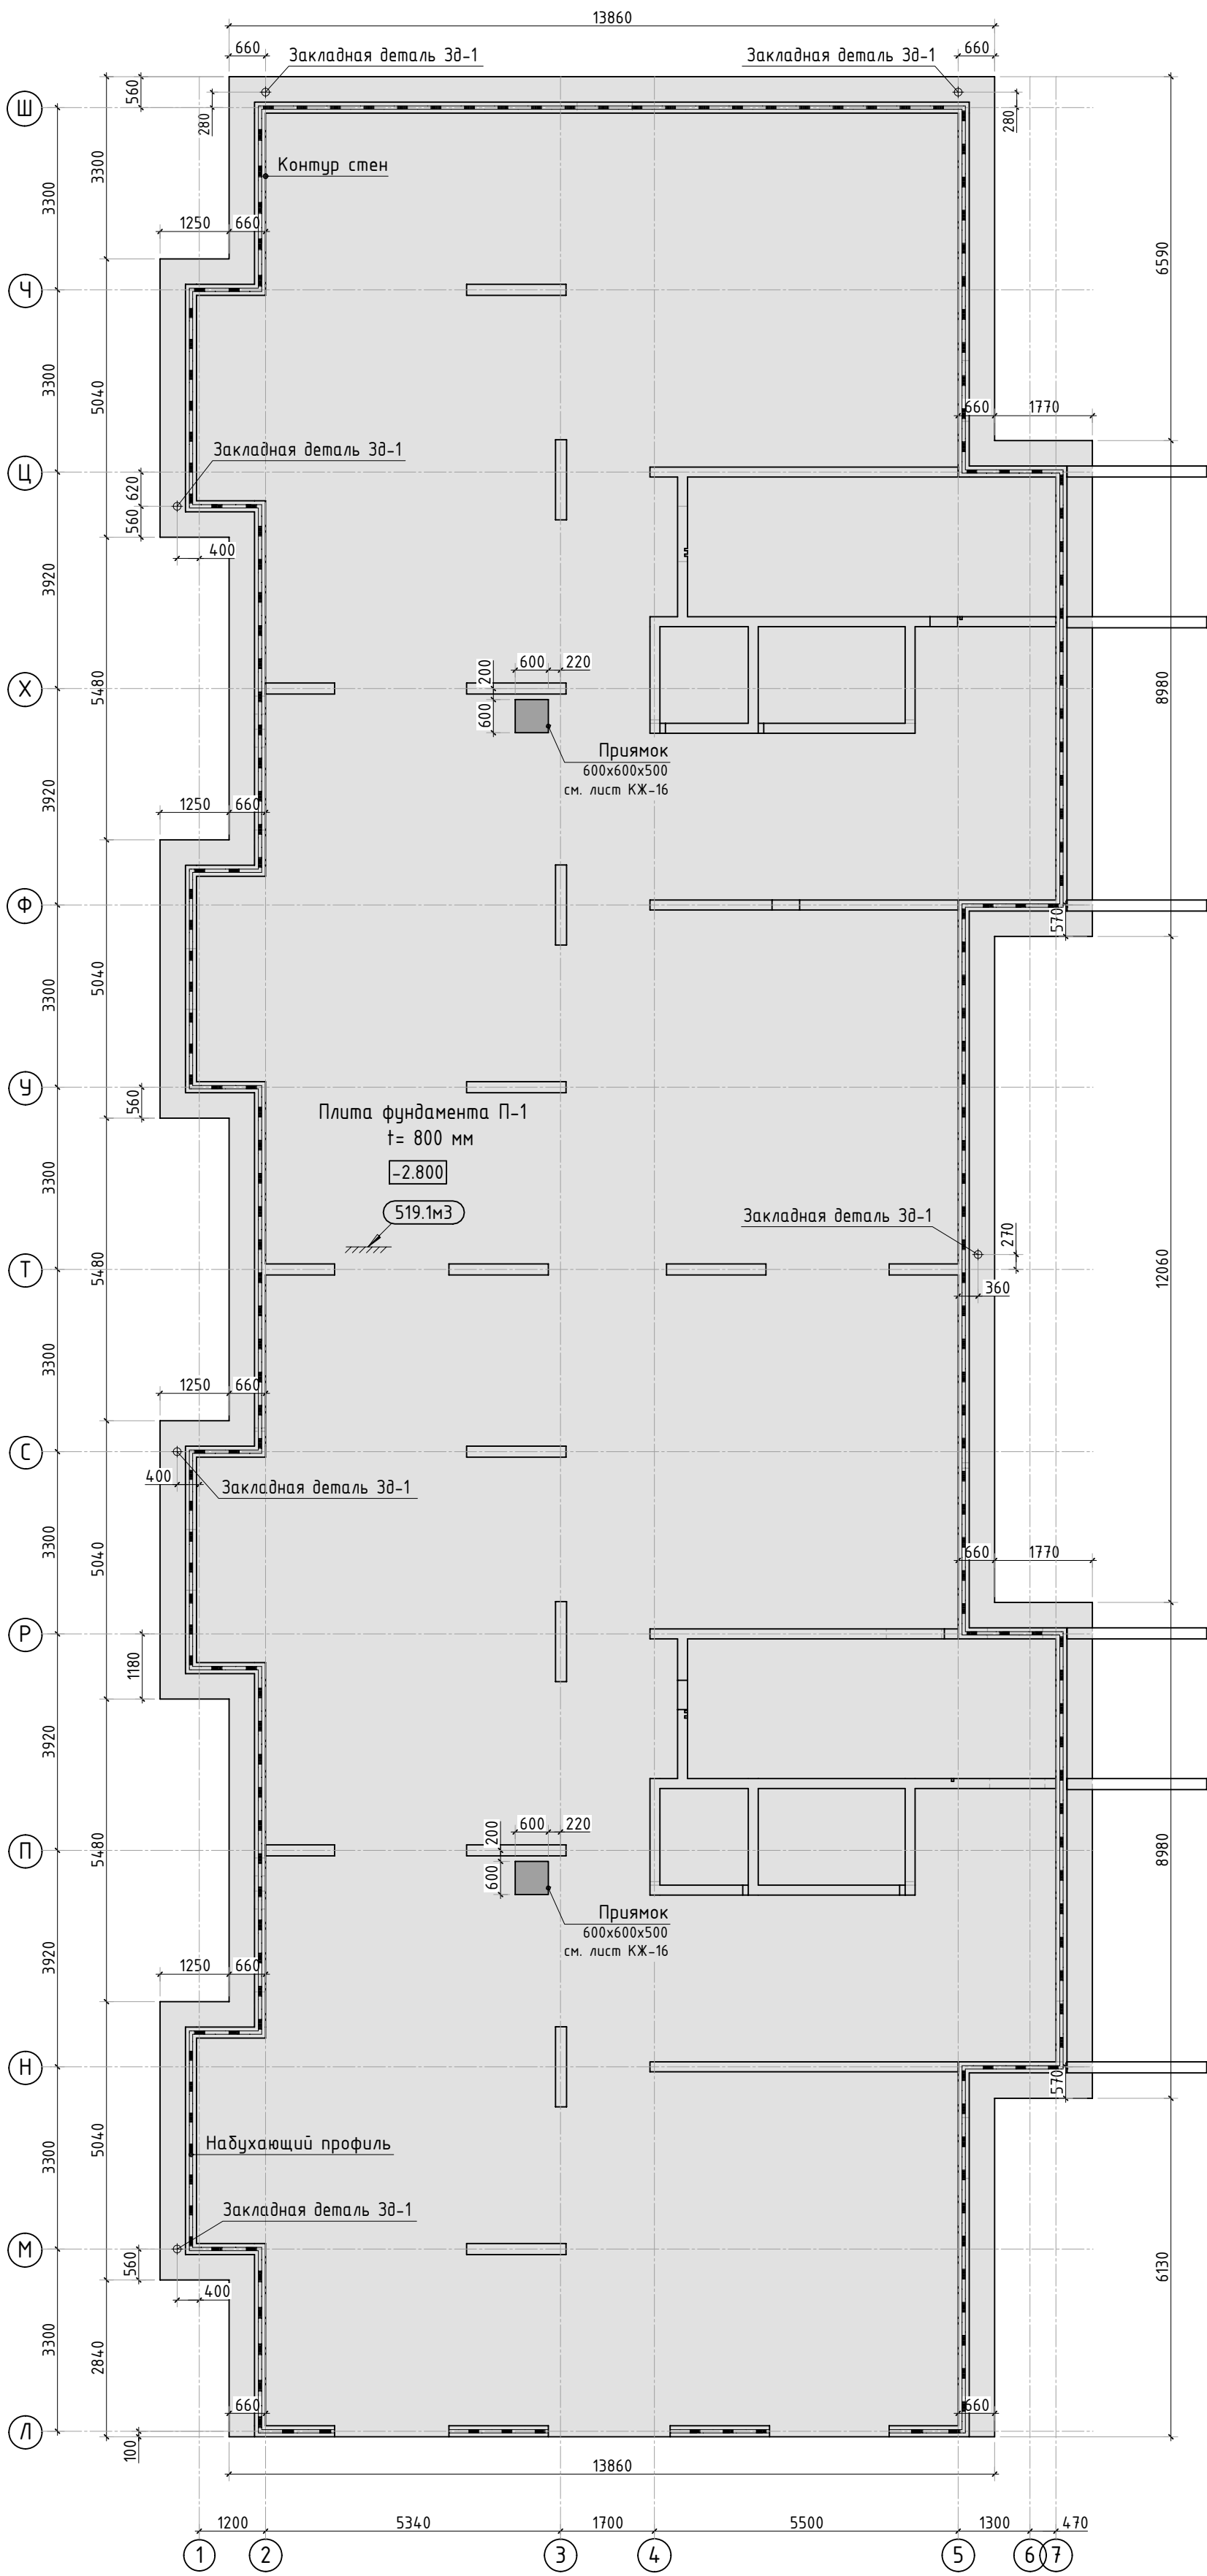 13860
660
Закладная деталь Зд-1
Закладная деталь Зд-1
660
560
Ш
280
280
3300
Контур стен
3300
1250
660
6590
Ч
5040
3300
660
1770
Закладная деталь Зд-1
Ц
620
560
400
3920
600
220
200
Х
5480
8980
600
Приямок
600х600х500
см. лист КЖ-16
3920
1250
660
Ф
570
5040
3300
У
560
Плита фундамента П-1
t= 800 мм
-2.800
3300
519.1м3
Закладная деталь Зд-1
270
Т
5480
12060
360
3300
1250
660
С
400
Закладная деталь Зд-1
3300
5040
660
1770
Р
1180
3920
600
220
200
П
5480
8980
600
Приямок
600х600х500
см. лист КЖ-16
3920
1250
660
Н
570
Набухающий профиль
5040
3300
Закладная деталь Зд-1
М
560
6130
400
3300
2840
660
660
Л
100
13860
1200
5340
1700
5500
1300
470
1
2
3
4
5
6
7